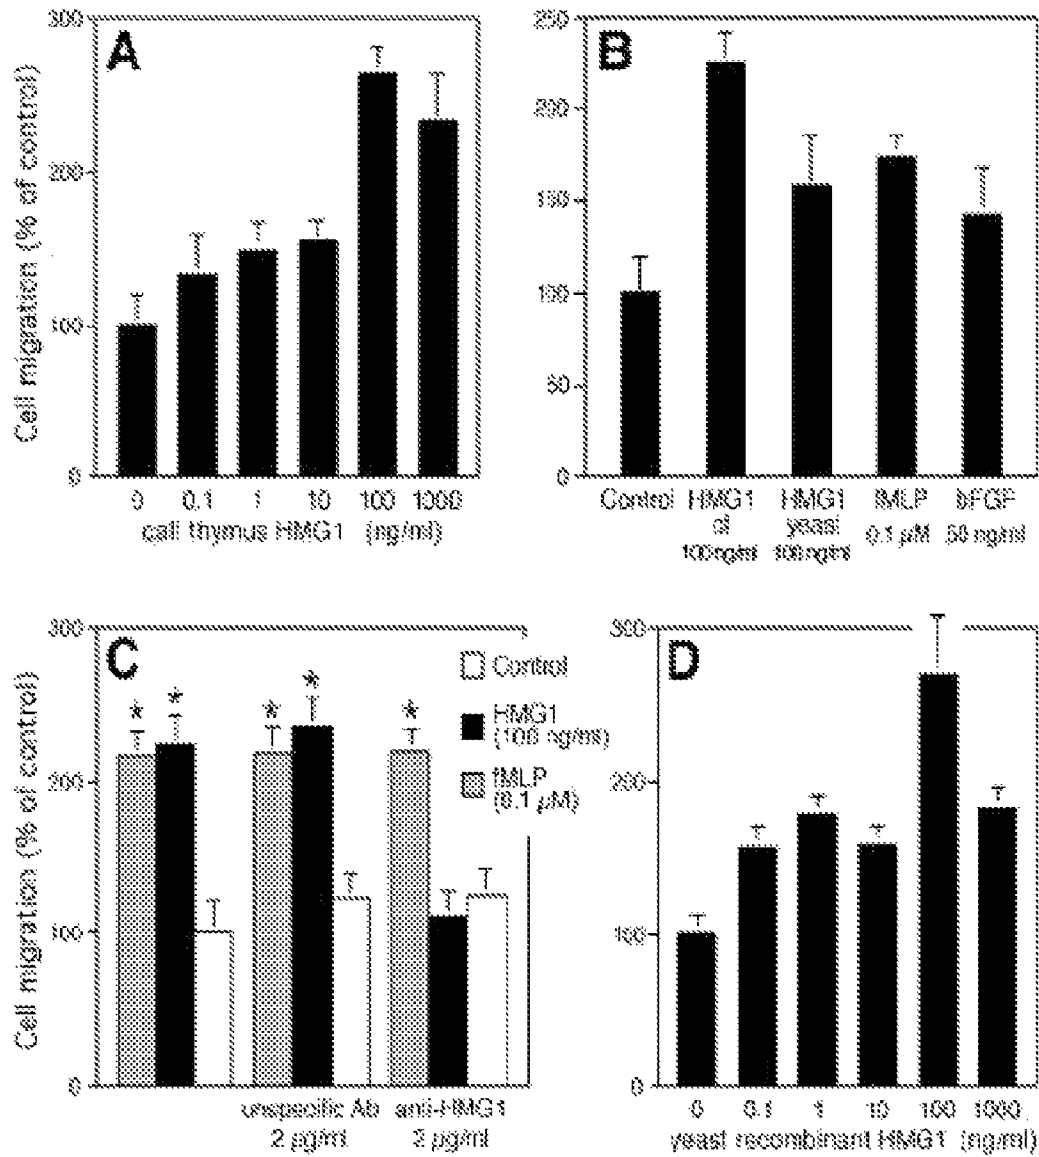 A
300
200
100
0
Cell migration (% of control)
0 0.1 1 10 100 1000
calf thymus HMG1 (ng/ml)
B
250
200
150
100
50
0
Control HMG1 HMG1 fMLP bFGF
ct yeast 0.1 µM 50 ng/ml
100 ng/ml 100 ng/ml
C
300
200
100
0
Cell migration (% of control)
Control
HMG1
(100 ng/ml)
fMLP
(0.1 µM)
* * * * *
unspecific Ab anti-HMG1
2 µg/ml 2 µg/ml
D
300
200
100
0
0 0.1 1 10 100 1000
yeast recombinant HMG1 (ng/ml)